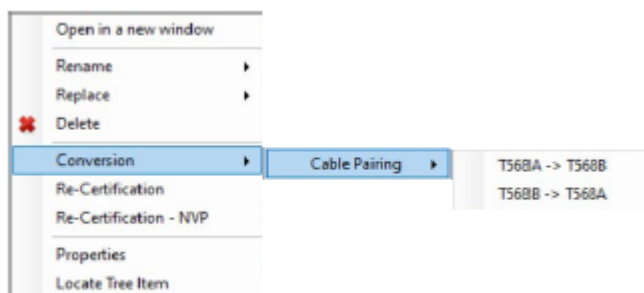 Open in a new window
Rename
Replace
Delete
Conversion
Cable Pairing
T568A -> T568B
T568B -> T568A
Re-Certification
Re-Certification - NVP
Properties
Locate Tree Item